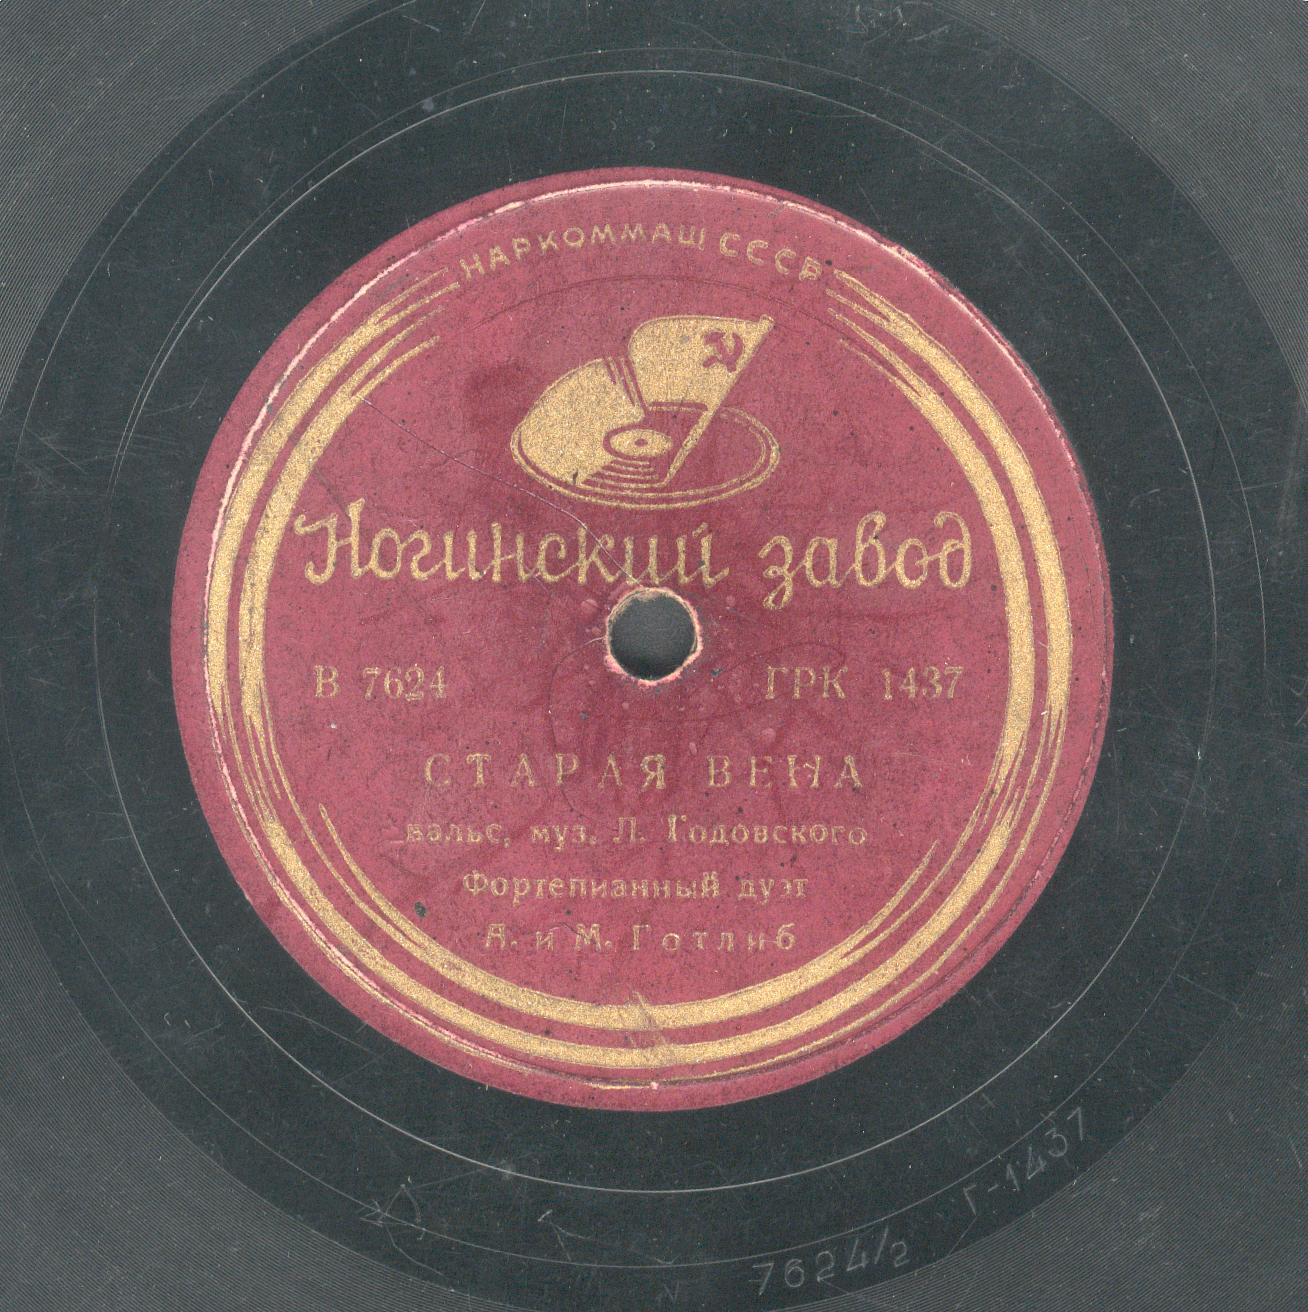 НАРКОММАШ СССР
Ногинский завод
В 7624 ГРК 1437
СТАРАЯ ВЕНА
вальс, муз. Л. Годовского
Фортепианный дуэт
А. и М. Готлиб
Г-1437
7624/2